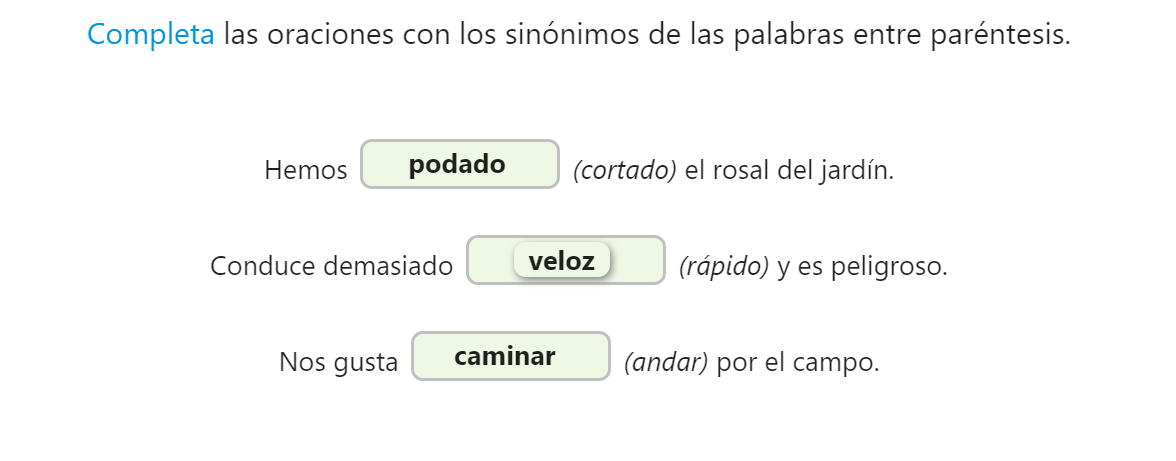 Completa las oraciones con los sinónimos de las palabras entre paréntesis.
Hemos podado (cortado) el rosal del jardín.
Conduce demasiado veloz (rápido) y es peligroso.
Nos gusta caminar (andar) por el campo.